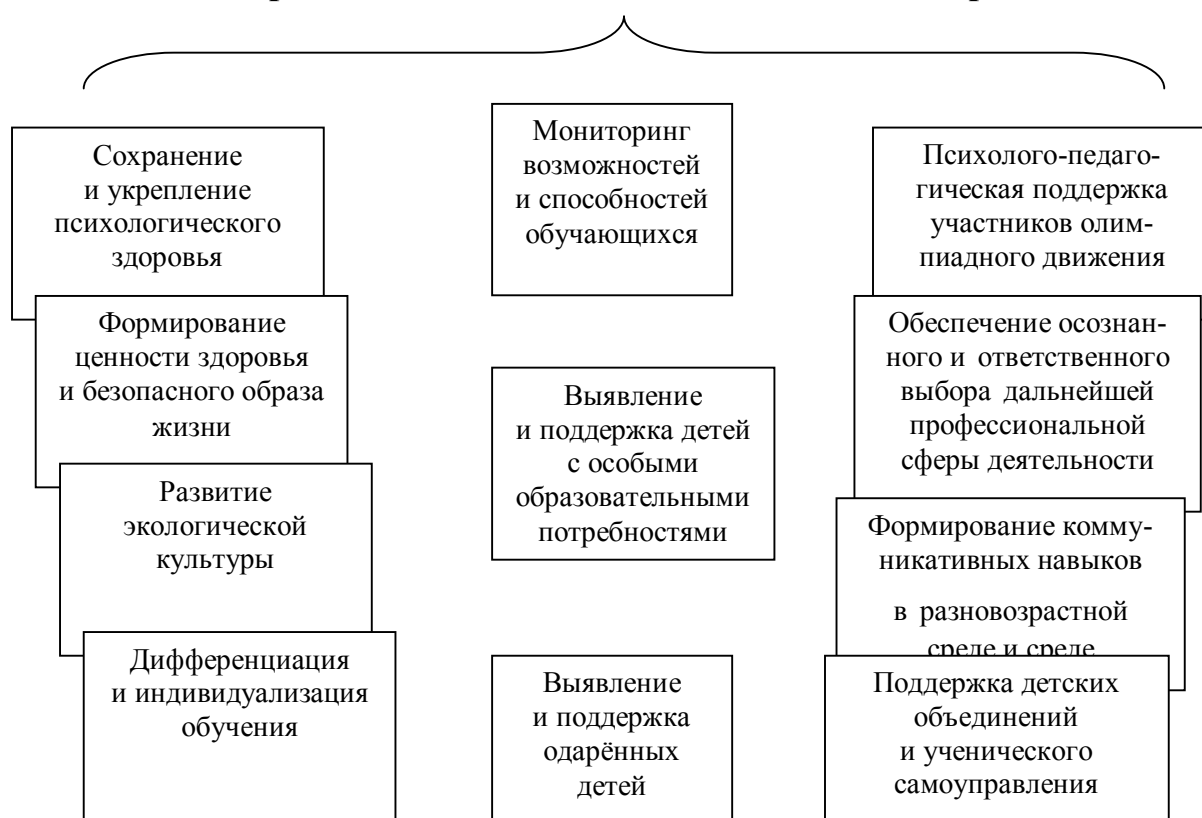 Сохранение
и укрепление
психологического
здоровья
Формирование
ценности здоровья
и безопасного образа
жизни
Развитие
экологической
культуры
Дифференциация
и индивидуализация
обучения
Мониторинг
возможностей
и способностей
обучающихся
Выявление
и поддержка детей
с особыми
образовательными
потребностями
Выявление
и поддержка
одарённых
детей
Психолого-педаго-
гическая поддержка
участников олим-
пиадного движения
Обеспечение осознан-
ного и ответственного
выбора дальнейшей
профессиональной
сферы деятельности
Формирование комму-
никативных навыков
в разновозрастной
среде и среде
Поддержка детских
объединений
и ученического
самоуправления